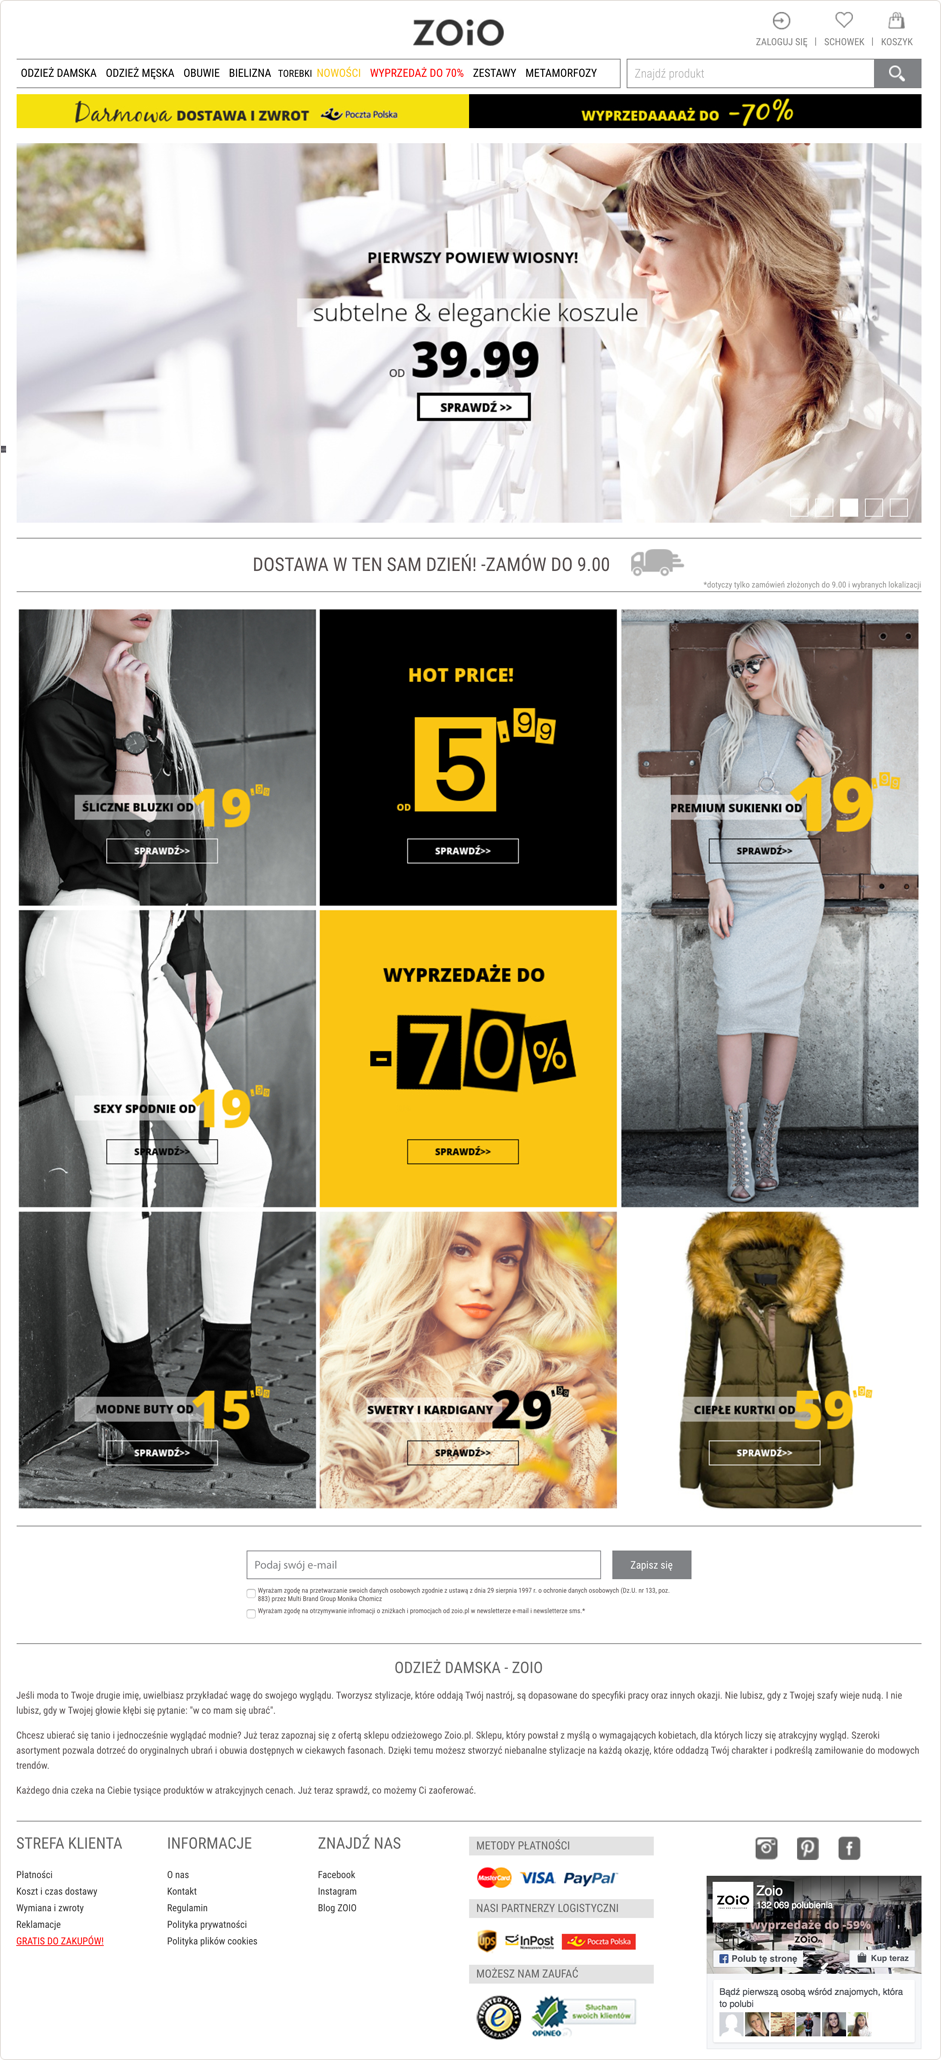 ZOiO
ZALOGUJ SIĘ | SCHOWEK | KOSZYK
ODZIEŻ DAMSKA ODZIEŻ MĘSKA OBUWIE BIELIZNA TOREBKI NOWOŚCI WYPRZEDAŻ DO 70% ZESTAWY METAMORFOZY
Znajdź produkt
Darmowa DOSTAWA I ZWROT Poczta Polska
WYPRZEDAAAAŻ DO -70%
PIERWSZY POWIEW WIOSNY!
subtelne & eleganckie koszule
OD 39.99
SPRAWDŹ >>
DOSTAWA W TEN SAM DZIEŃ! -ZAMÓW DO 9.00
*dotyczy tylko zamówień złożonych do 9.00 i wybranych lokalizacji
ŚLICZNE BLUZKI OD 19,99
SPRAWDŹ>>
HOT PRICE!
OD 5,99
SPRAWDŹ>>
PREMIUM SUKIENKI OD 19,99
SPRAWDŹ>>
SEXY SPODNIE OD 19,99
SPRAWDŹ>>
WYPRZEDAŻE DO
-70%
SPRAWDŹ>>
MODNE BUTY OD 15,99
SPRAWDŹ>>
SWETRY I KARDIGANY 29,99
SPRAWDŹ>>
CIEPŁE KURTKI OD 59,99
SPRAWDŹ>>
Podaj swój e-mail
Zapisz się
Wyrażam zgodę na przetwarzanie swoich danych osobowych zgodnie z ustawą z dnia 29 sierpnia 1997 r. o ochronie danych osobowych (Dz.U. nr 133, poz.
883) przez Multi Brand Group Monika Chomicz
Wyrażam zgodę na otrzymywanie infromacji o zniżkach i promocjach od zoio.pl w newsletterze e-mail i newsletterze sms.*
ODZIEŻ DAMSKA - ZOIO
Jeśli moda to Twoje drugie imię, uwielbiasz przykładać wagę do swojego wyglądu. Tworzysz stylizacje, które oddają Twój nastrój, są dopasowane do specyfiki pracy oraz innych okazji. Nie lubisz, gdy z Twojej szafy wieje nudą. I nie
lubisz, gdy w Twojej głowie kłębi się pytanie: "w co mam się ubrać".
Chcesz ubierać się tanio i jednocześnie wyglądać modnie? Już teraz zapoznaj się z ofertą sklepu odzieżowego Zoio.pl. Sklepu, który powstał z myślą o wymagających kobietach, dla których liczy się atrakcyjny wygląd. Szeroki
asortyment pozwala dotrzeć do oryginalnych ubrań i obuwia dostępnych w ciekawych fasonach. Dzięki temu możesz stworzyć niebanalne stylizacje na każdą okazję, które oddadzą Twój charakter i podkreślą zamiłowanie do modowych
trendów.
Każdego dnia czeka na Ciebie tysiące produktów w atrakcyjnych cenach. Już teraz sprawdź, co możemy Ci zaoferować.
STREFA KLIENTA
Płatności
Koszt i czas dostawy
Wymiana i zwroty
Reklamacje
GRATIS DO ZAKUPÓW!
INFORMACJE
O nas
Kontakt
Regulamin
Polityka prywatności
Polityka plików cookies
ZNAJDŹ NAS
Facebook
Instagram
Blog ZOIO
METODY PŁATNOŚCI
MasterCard VISA PayPal
NASI PARTNERZY LOGISTYCZNI
ups InPost Poczta Polska
MOŻESZ NAM ZAUFAĆ
TRUSTED SHOPS GUARANTEE
OPINEO
Słucham
swoich klientów
ZOiO
Zoio
132 069 polubienia
wyprzedaże do -59%
ZOiO
Polub tę stronę
Kup teraz
Bądź pierwszą osobą wśród znajomych, która
to polubi